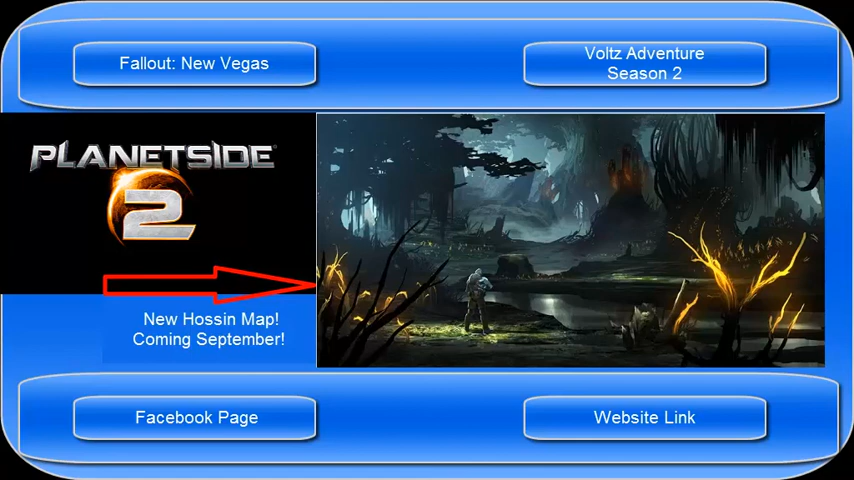 Fallout: New Vegas
Voltz Adventure
Season 2
PLANETSIDE
2
New Hossin Map!
Coming September!
Facebook Page
Website Link